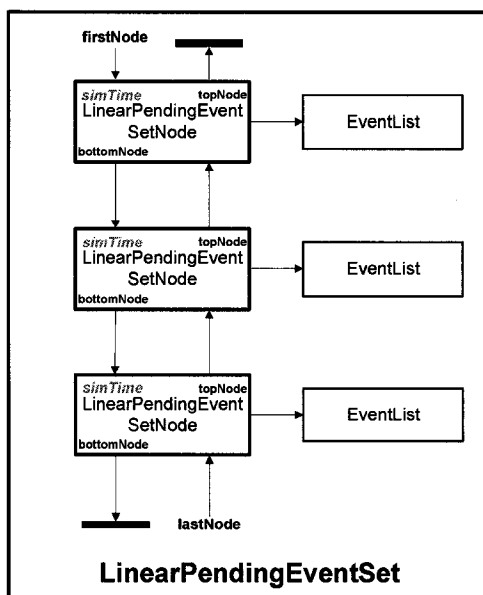 firstNode
simTime topNode
LinearPendingEvent
SetNode
bottomNode
EventList
simTime topNode
LinearPendingEvent
SetNode
bottomNode
EventList
simTime topNode
LinearPendingEvent
SetNode
bottomNode
EventList
lastNode
LinearPendingEventSet